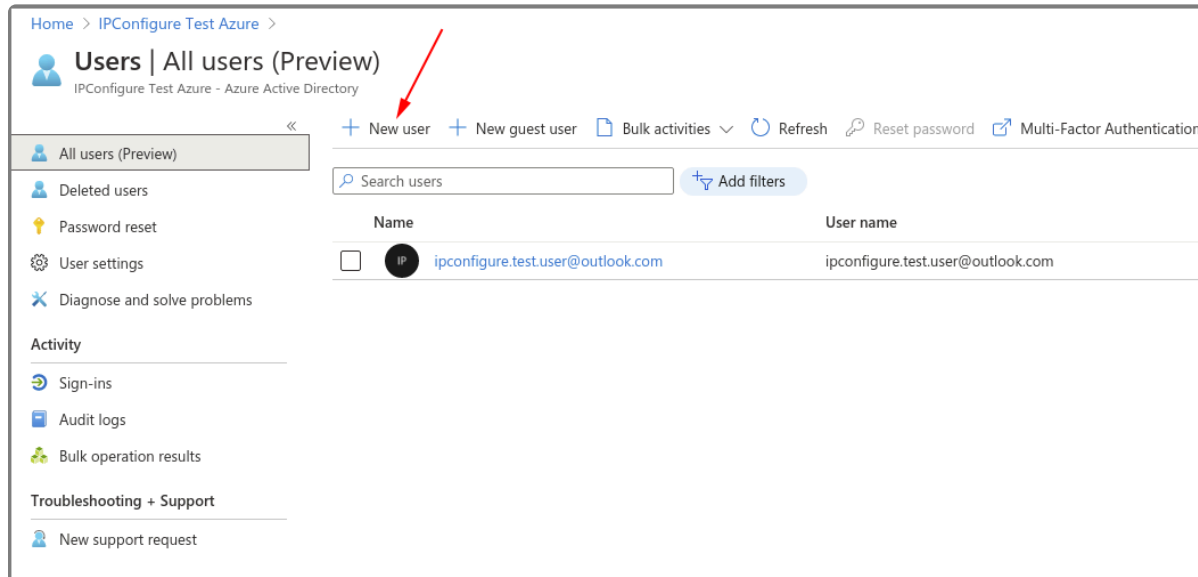 Home > IPConfigure Test Azure >
Users | All users (Preview)
IPConfigure Test Azure - Azure Active Directory
«
All users (Preview)
Deleted users
Password reset
User settings
Diagnose and solve problems
Activity
Sign-ins
Audit logs
Bulk operation results
Troubleshooting + Support
New support request
+ New user + New guest user Bulk activities Refresh Reset password Multi-Factor Authentication
Search users Add filters
Name User name
IP ipconfigure.test.user@outlook.com ipconfigure.test.user@outlook.com